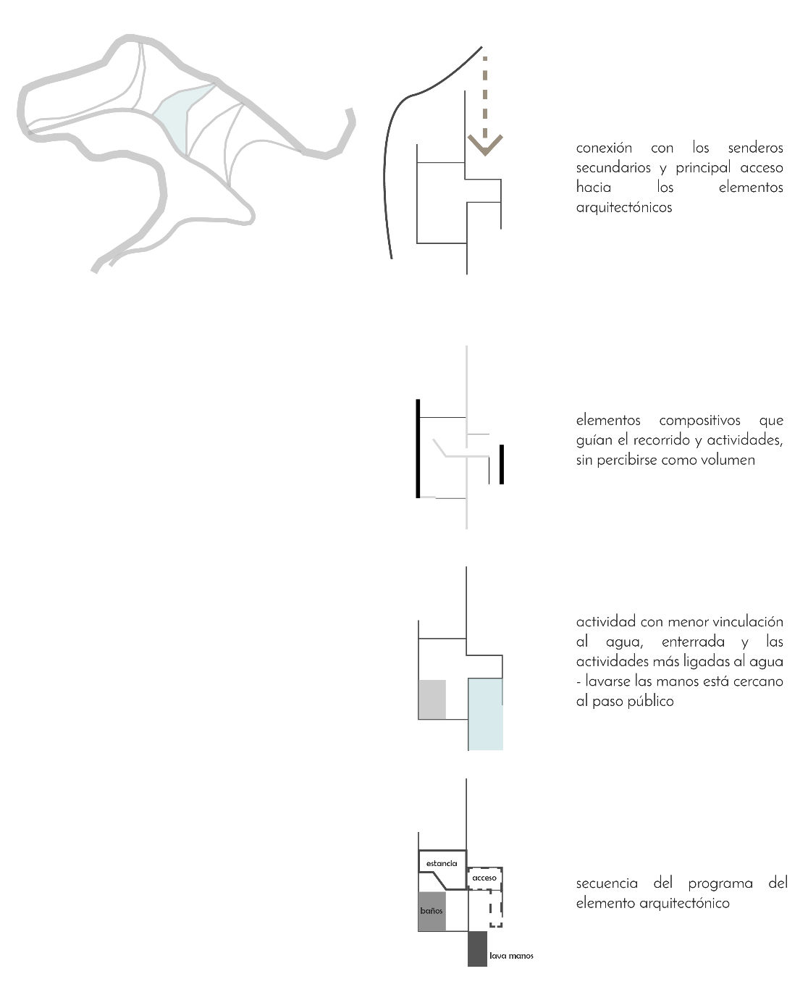 conexión con los senderos
secundarios y principal acceso
hacia los elementos
arquitectónicos
elementos compositivos que
guían el recorrido y actividades,
sin percibirse como volumen
actividad con menor vinculación
al agua, enterrada y las
actividades más ligadas al agua
- lavarse las manos está cercano
al paso público
estancia
acceso
baños
lava manos
secuencia del programa del
elemento arquitectónico